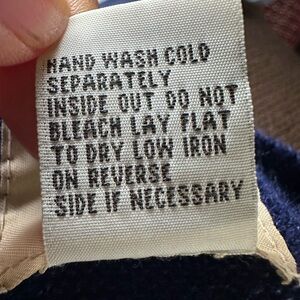 HAND WASH COLD
SEPARATELY
INSIDE OUT DO NOT
BLEACH LAY FLAT
TO DRY LOW IRON
ON REVERSE
SIDE IF NECESSARY